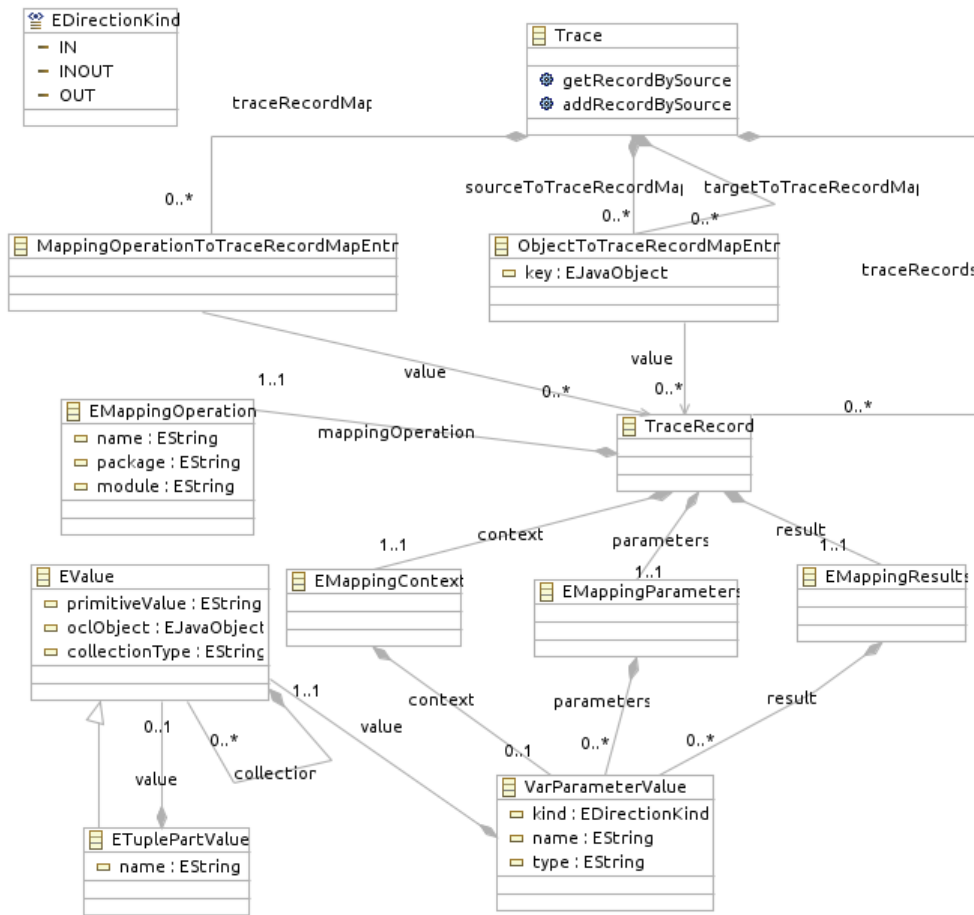 EDirectionKind
IN
INOUT
OUT
Trace
getRecordBySource
addRecordBySource
traceRecordMap
0..*
sourceToTraceRecordMap
targetToTraceRecordMap
0..*
0..*
MappingOperationToTraceRecordMapEntr
ObjectToTraceRecordMapEntr
key : EJavaObject
traceRecords
value
value
0..*
0..*
0..*
1..1
EMappingOperation
name : EString
package : EString
module : EString
mappingOperation
TraceRecord
context
parameters
result
1..1
1..1
1..1
EValue
primitiveValue : EString
oclObject : EJavaObject
collectionType : EString
EMappingContext
EMappingParameters
EMappingResults
1..1
value
context
parameters
result
0..1
0..*
0..*
0..1
0..*
value
collection
ETuplePartValue
name : EString
VarParameterValue
kind : EDirectionKind
name : EString
type : EString